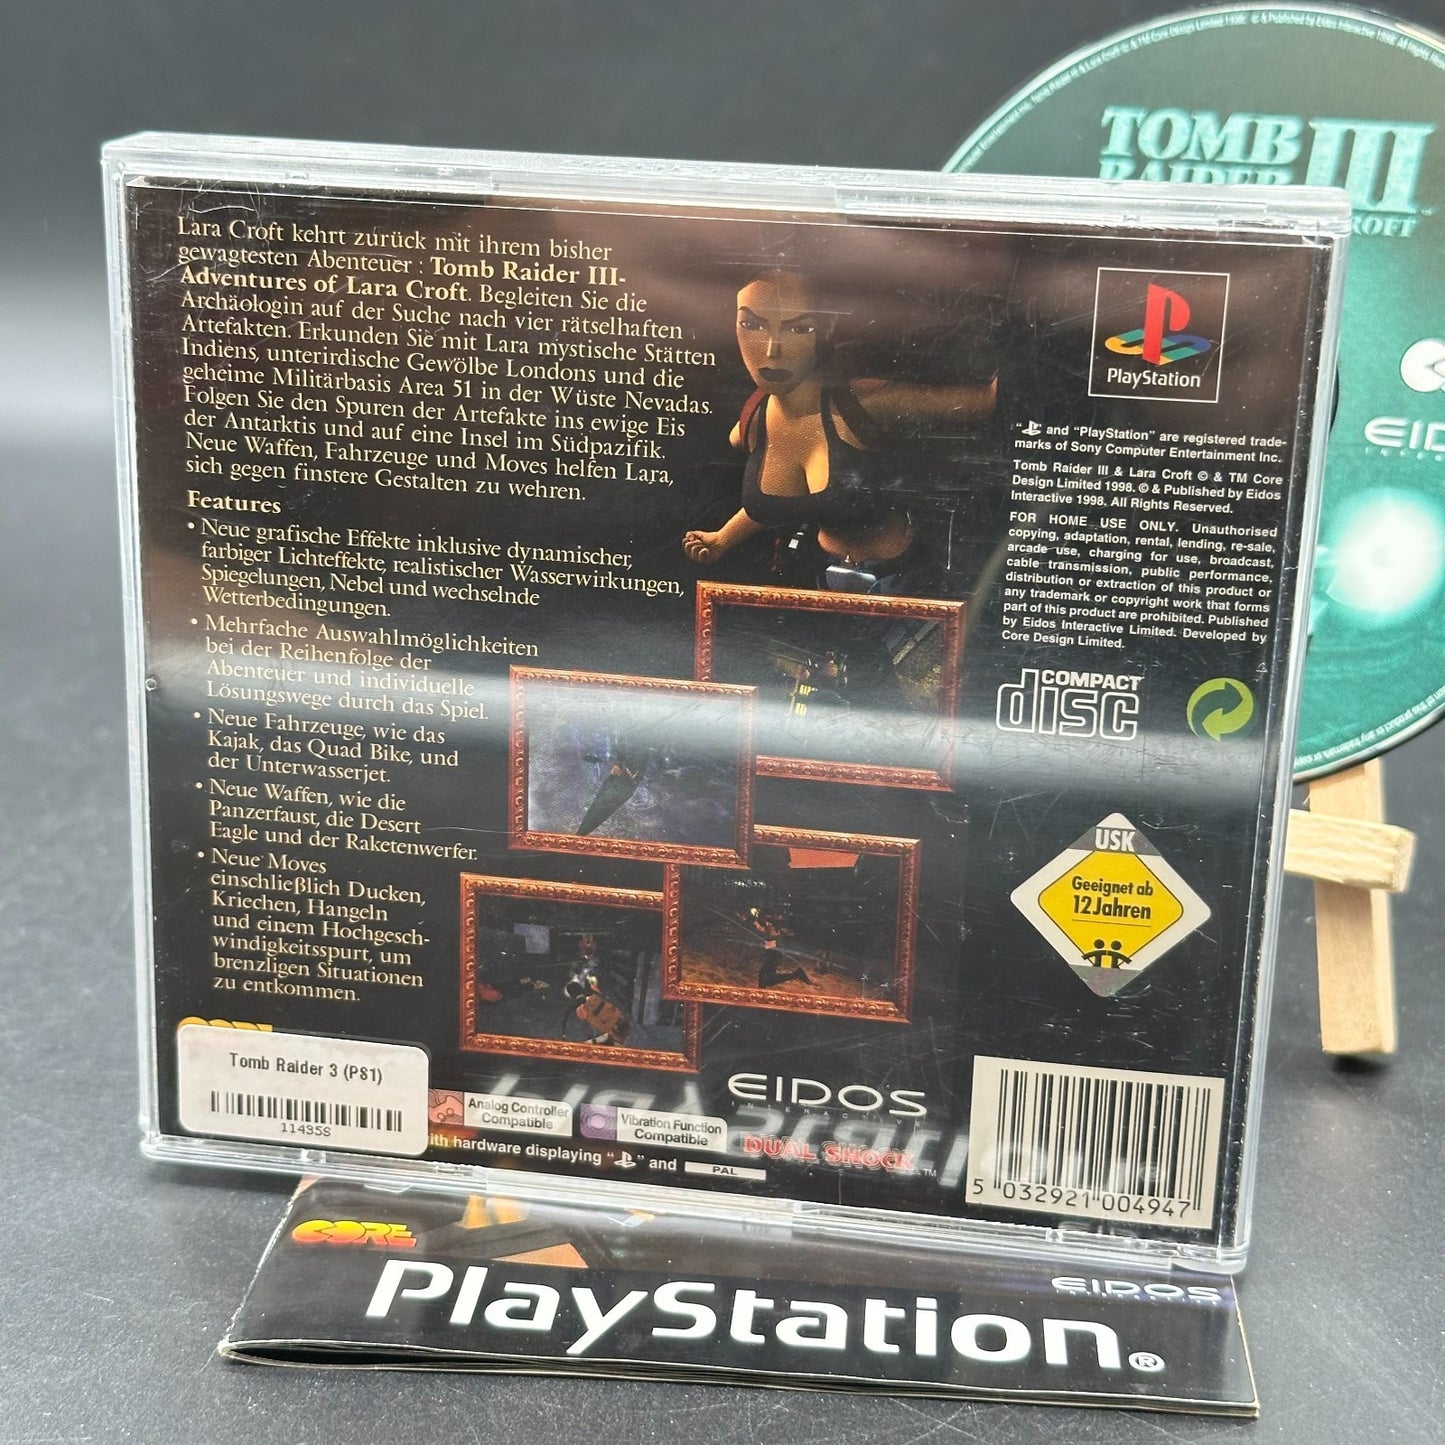 Lara Croft kehrt zurück mit ihrem bisher
gewagtesten Abenteuer : Tomb Raider III-
Adventures of Lara Croft. Begleiten Sie die
Archäologin auf der Suche nach vier rätselhaften
Artefakten. Erkunden Sie mit Lara mystische Stätten
Indiens, unterirdische Gewölbe Londons und die
geheime Militärbasis Area 51 in der Wüste Nevadas.
Folgen Sie den Spuren der Artefakte ins ewige Eis
der Antarktis und auf eine Insel im Südpazifik.
Neue Waffen, Fahrzeuge und Moves helfen Lara,
sich gegen finstere Gestalten zu wehren.
Features
• Neue grafische Effekte inklusive dynamischer,
farbiger Lichteffekte, realistischer Wasserwirkungen,
Spiegelungen, Nebel und wechselnde
Wetterbedingungen.
• Mehrfache Auswahlmöglichkeiten
bei der Reihenfolge der
Abenteuer und individuelle
Lösungswege durch das Spiel.
• Neue Fahrzeuge, wie das
Kajak, das Quad Bike, und
der Unterwasserjet.
• Neue Waffen, wie die
Panzerfaust, die Desert
Eagle und der Raketenwerfer.
• Neue Moves
einschließlich Ducken,
Kriechen, Hangeln
und einem Hochgesch-
windigkeitsspurt, um
brenzligen Situationen
zu entkommen.
PlayStation
" " and "PlayStation" are registered trade-
marks of Sony Computer Entertainment Inc.
Tomb Raider III & Lara Croft © & TM Core
Design Limited 1998. © & Published by Eidos
Interactive 1998. All Rights Reserved.
FOR HOME USE ONLY. Unauthorised
copying, adaptation, rental, lending, re-sale,
arcade use, charging for use, broadcast,
cable transmission, public performance,
distribution or extraction of this product or
any trademark or copyright work that forms
part of this product are prohibited. Published
by Eidos Interactive Limited. Developed by
Core Design Limited.
COMPACT
disc
USK
Geeignet ab
12 Jahren
CORE
Tomb Raider 3 (PS1)
11435S
Analog Controller
Compatible
Vibration Function
Compatible
EIDOS
INTERACTIVE
DUAL SHOCK™
with hardware displaying " " and PAL
5 032921 004947
TOMB
RAIDER III
CROFT
EIDOS
CORE
EIDOS
PlayStation®